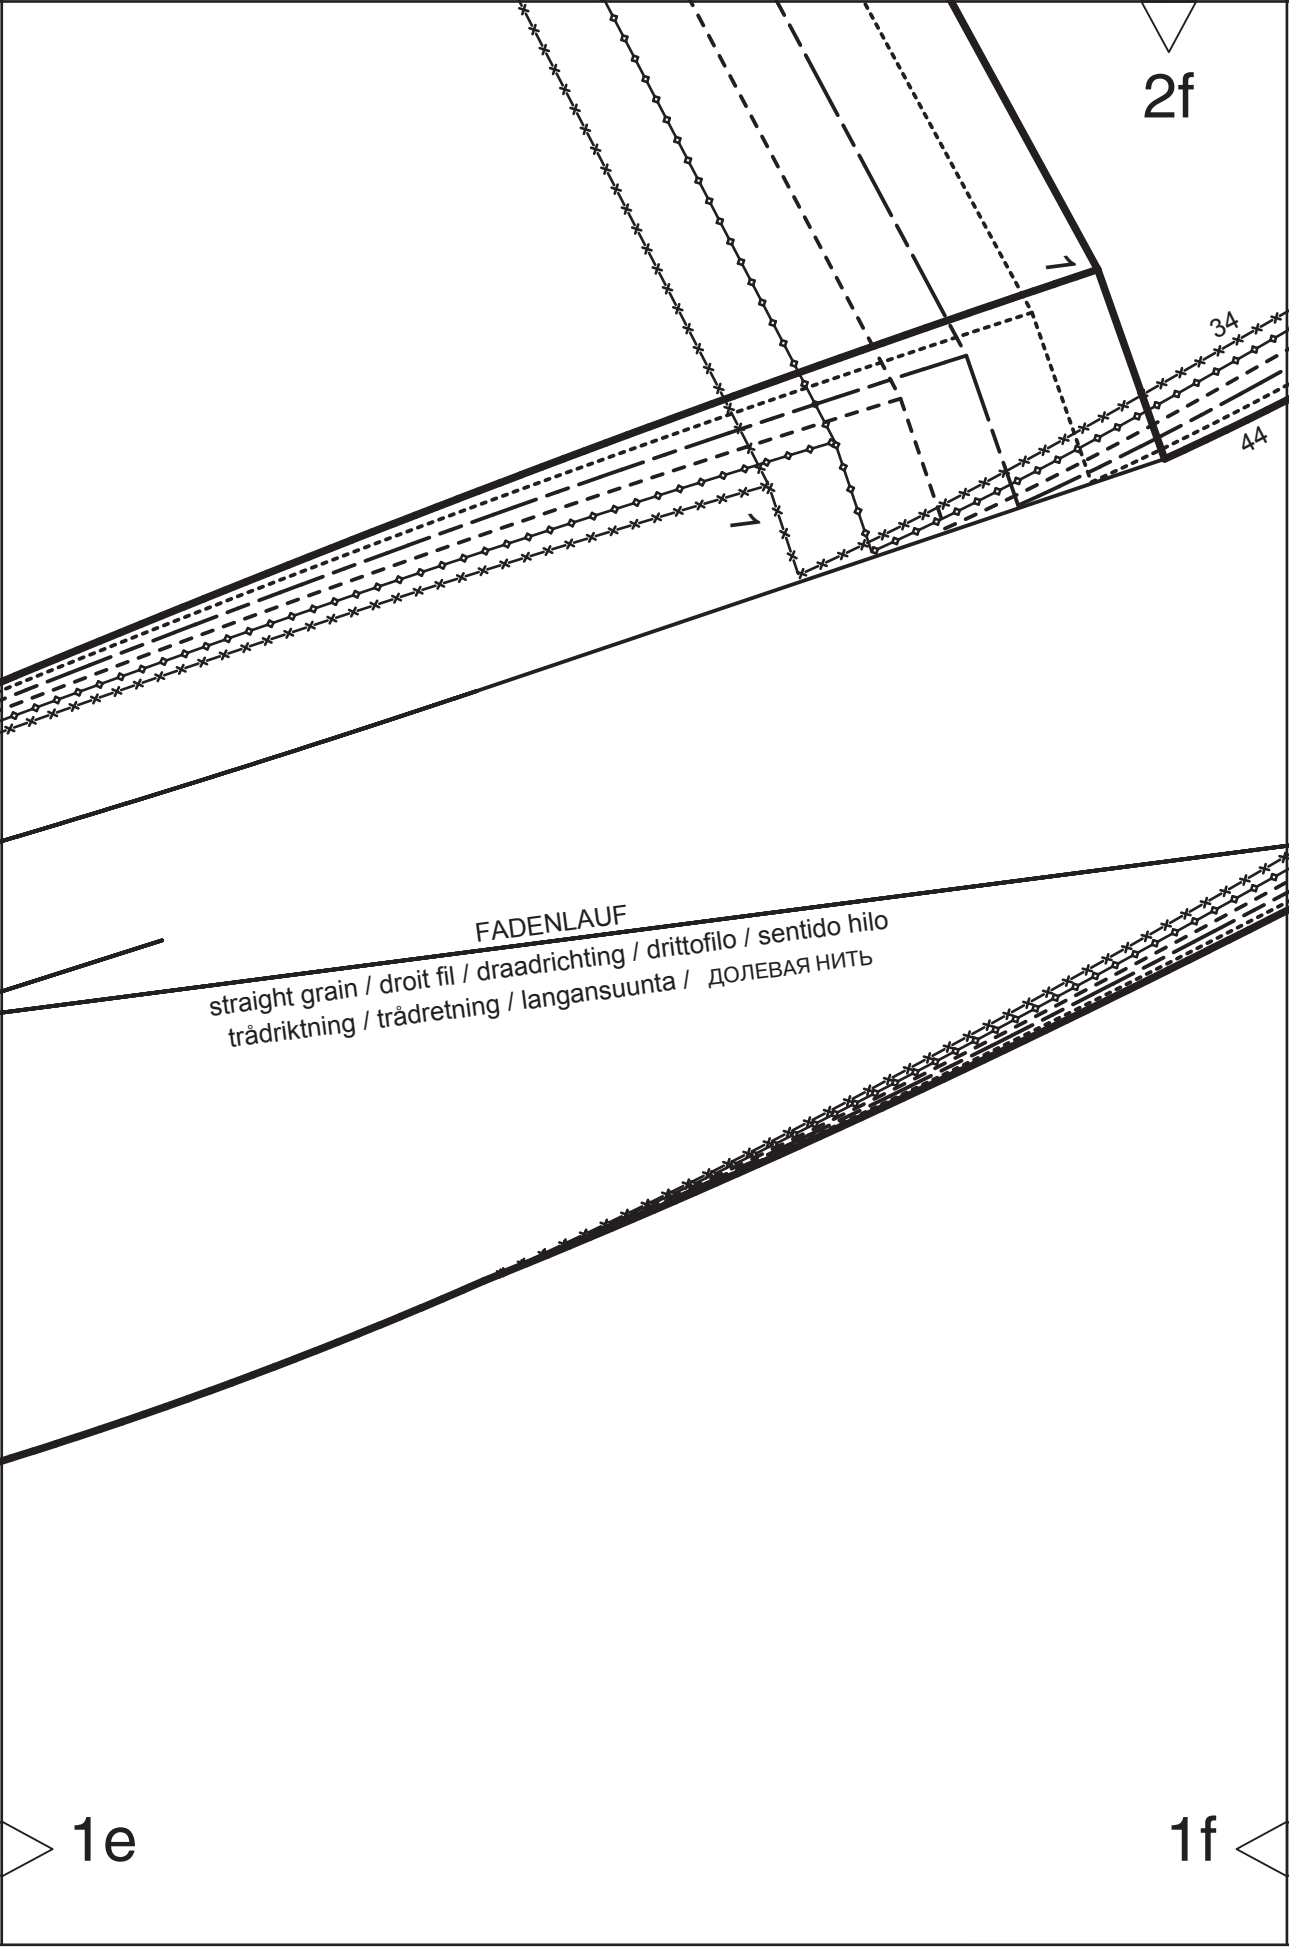 2f
1
34
44
1
FADENLAUF
straight grain / droit fil / draadrichting / drittofilo / sentido hilo
trådriktning / trådretning / langansuunta / ДОЛЕВАЯ НИТЬ
1e
1f